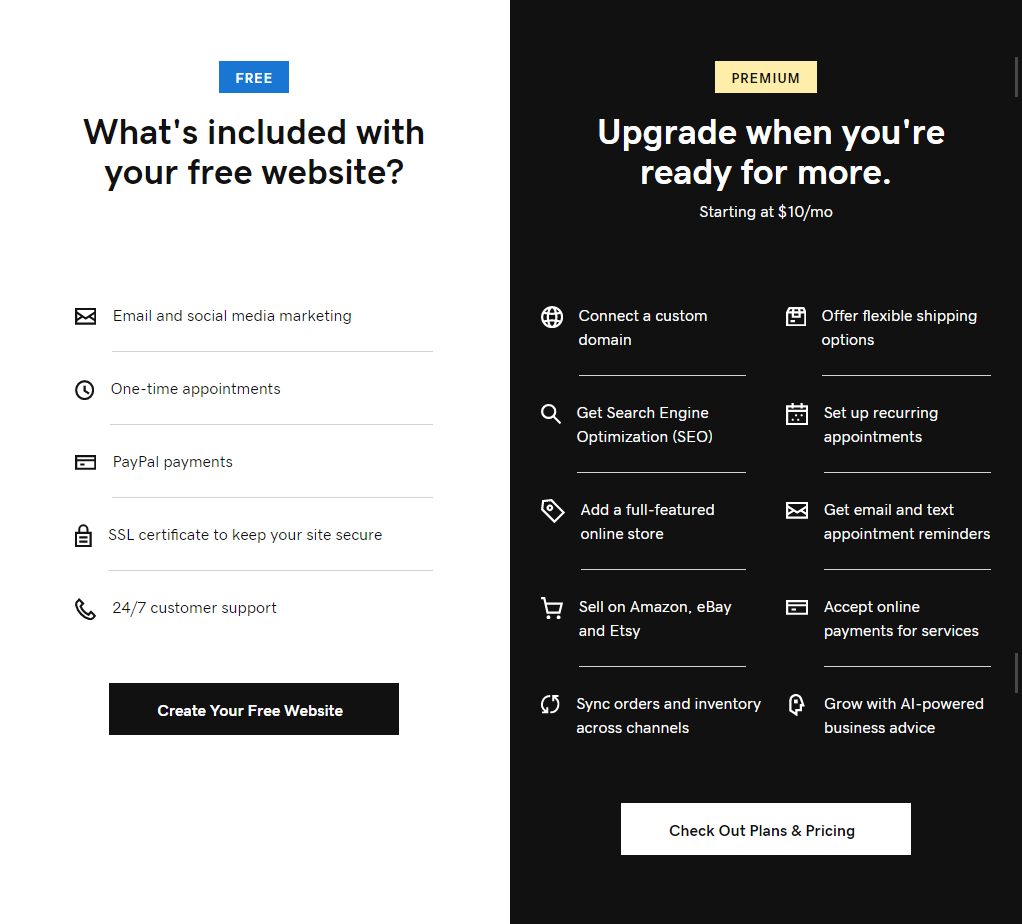 FREE
What's included with
your free website?
Email and social media marketing
One-time appointments
PayPal payments
SSL certificate to keep your site secure
24/7 customer support
Create Your Free Website
PREMIUM
Upgrade when you're
ready for more.
Starting at $10/mo
Connect a custom
domain
Get Search Engine
Optimization (SEO)
Add a full-featured
online store
Sell on Amazon, eBay
and Etsy
Sync orders and inventory
across channels
Offer flexible shipping
options
Set up recurring
appointments
Get email and text
appointment reminders
Accept online
payments for services
Grow with AI-powered
business advice
Check Out Plans & Pricing